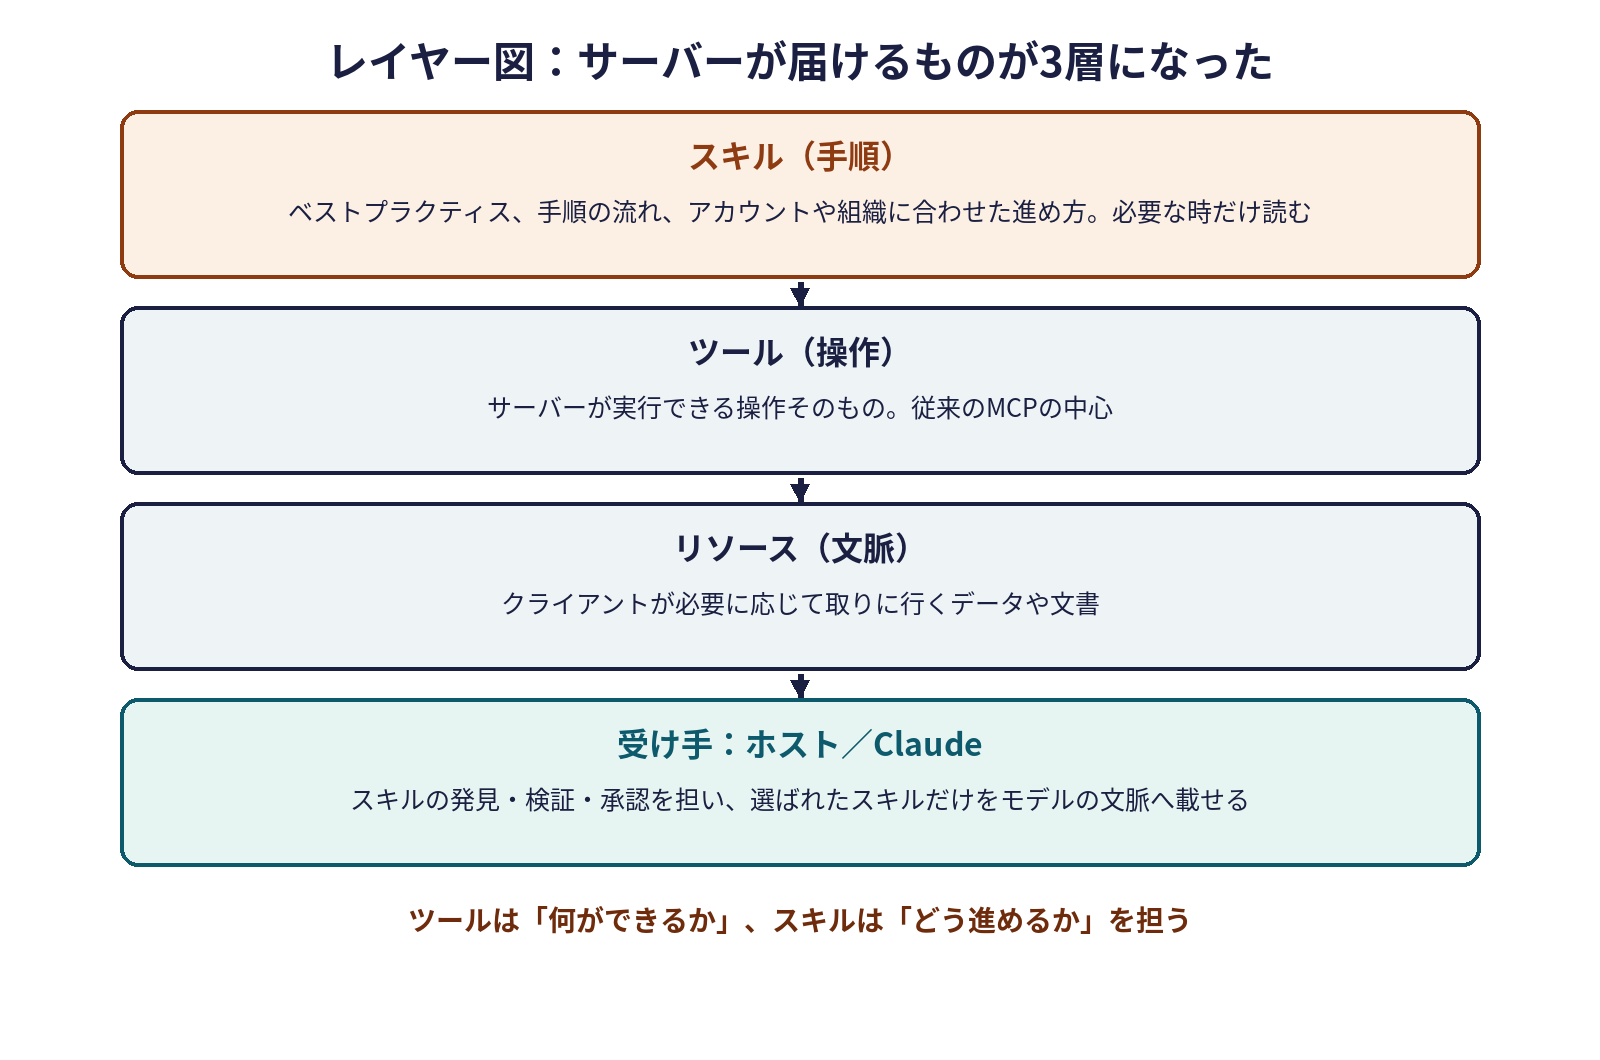 レイヤー図：サーバーが届けるものが3層になった
スキル（手順）
ベストプラクティス、手順の流れ、アカウントや組織に合わせた進め方。必要な時だけ読む
ツール（操作）
サーバーが実行できる操作そのもの。従来のMCPの中心
リソース（文脈）
クライアントが必要に応じて取りに行くデータや文書
受け手：ホスト／Claude
スキルの発見・検証・承認を担い、選ばれたスキルだけをモデルの文脈へ載せる
ツールは「何ができるか」、スキルは「どう進めるか」を担う